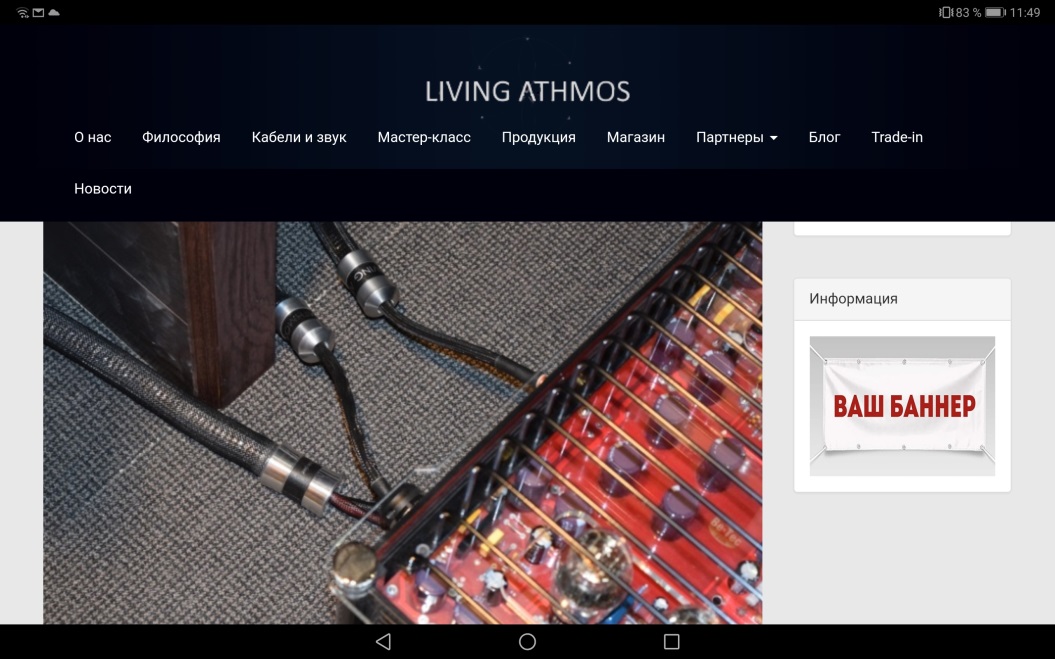 83 % 11:49
LIVING ATHMOS
О нас Философия Кабели и звук Мастер-класс Продукция Магазин Партнеры Блог Trade-in
Новости
Информация
ВАШ БАННЕР